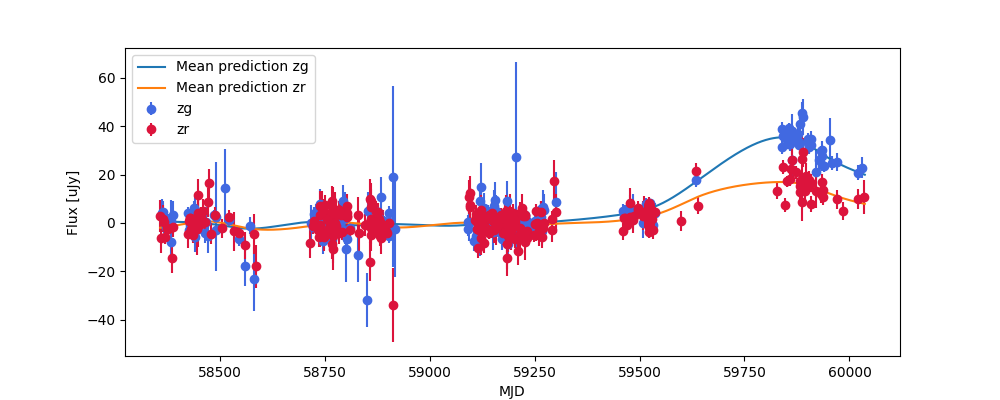 Mean prediction zg
Mean prediction zr
zg
zr
60
40
20
0
−20
−40
Flux [uJy]
58500 58750 59000 59250 59500 59750 60000
MJD